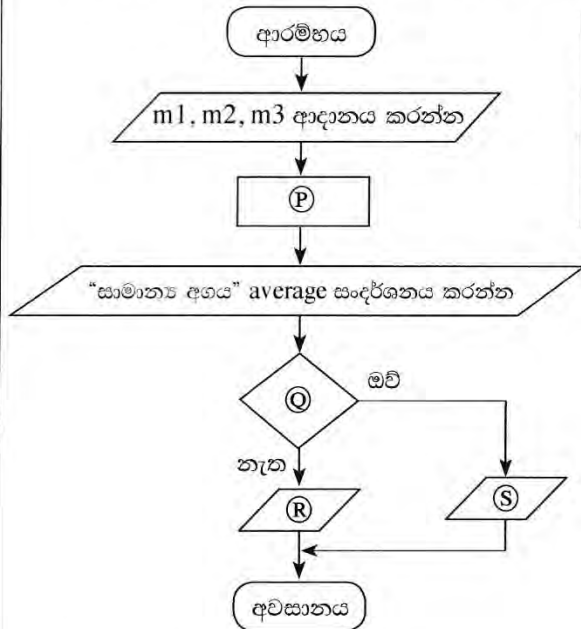 ආරම්භය
m1, m2, m3 ආදානය කරන්න
Ⓟ
“සාමාන්‍ය අගය” average සංදර්ශනය කරන්න
Ⓠ
ඔව්
නැත
Ⓡ
Ⓢ
අවසානය